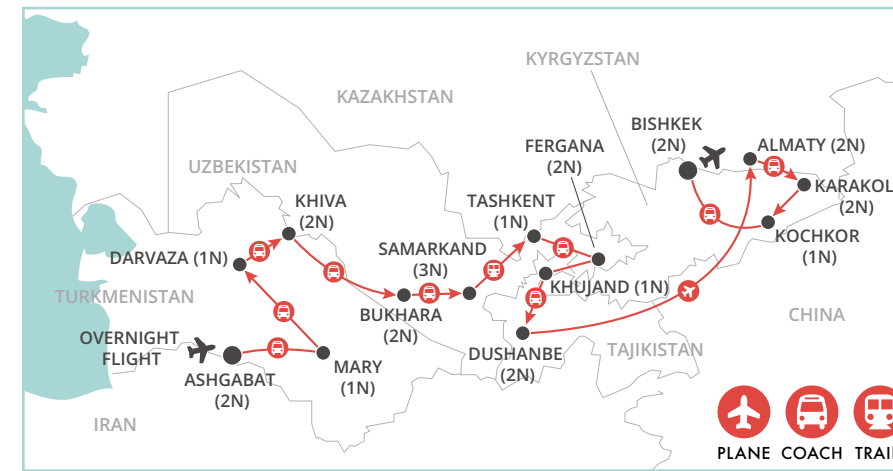 KYRGYZSTAN
KAZAKHSTAN
BISHKEK
(2N)
FERGANA
(2N)
ALMATY (2N)
UZBEKISTAN
KARAKOL
(2N)
KHIVA
(2N)
TASHKENT
(1N)
KOCHKOR
(1N)
SAMARKAND
(3N)
DARVAZA (1N)
KHUJAND (1N)
TURKMENISTAN
BUKHARA
(2N)
CHINA
OVERNIGHT
FLIGHT
DUSHANBE
(2N)
TAJIKISTAN
MARY
(1N)
ASHGABAT
(2N)
IRAN
PLANE
COACH
TRAI